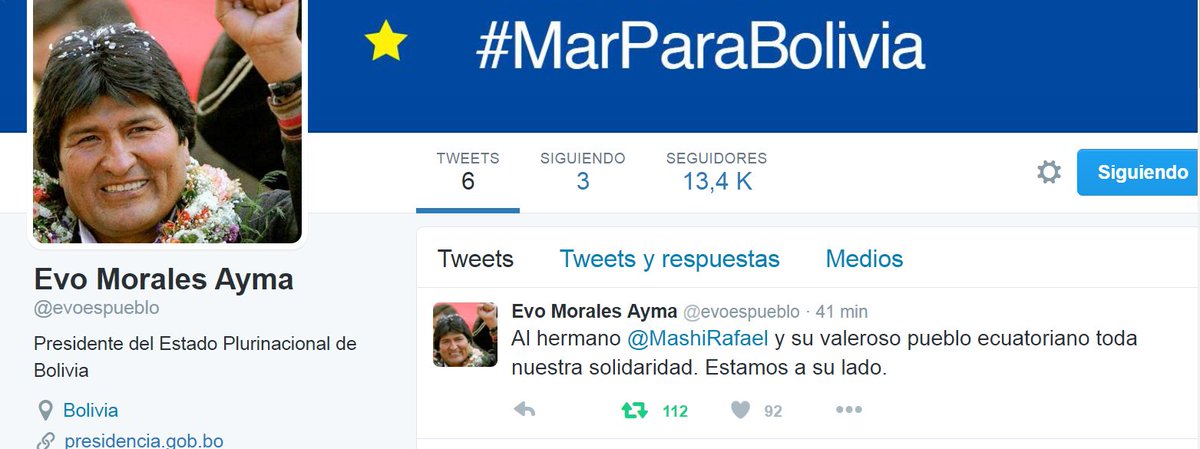 #MarParaBolivia
TWEETS
6
SIGUIENDO
3
SEGUIDORES
13,4 K
Siguiendo
Evo Morales Ayma
@evoespueblo
Presidente del Estado Plurinacional de
Bolivia
Bolivia
presidencia.gob.bo
Tweets
Tweets y respuestas
Medios
Evo Morales Ayma @evoespueblo · 41 min
Al hermano @MashiRafael y su valeroso pueblo ecuatoriano toda
nuestra solidaridad. Estamos a su lado.
112
92